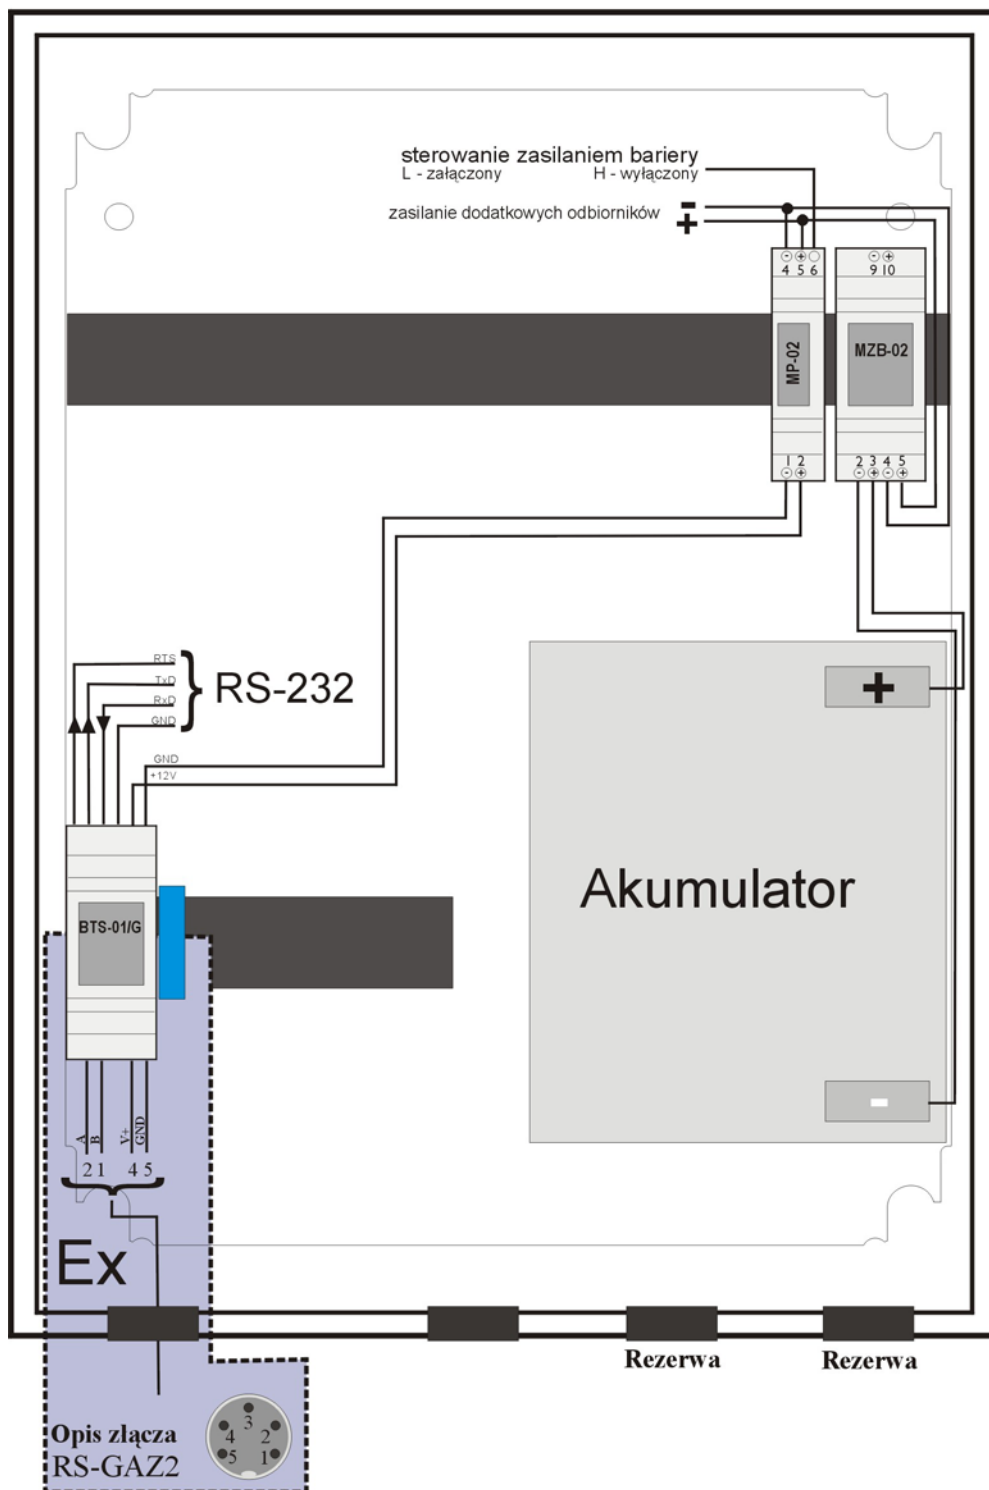 sterowanie zasilaniem bariery
L - załączony H - wyłączony
zasilanie dodatkowych odbiorników - +
4 5 6
9 10
MP-02
MZB-02
1 2
2 3 4 5
RTS
TxD
RxD
GND
RS-232
GND
+12V
+
Akumulator
BTS-01/G
-
A B V+ GND
2 1 4 5
Ex
Rezerwa Rezerwa
Opis złącza
RS-GAZ2
3
4 2
5 1